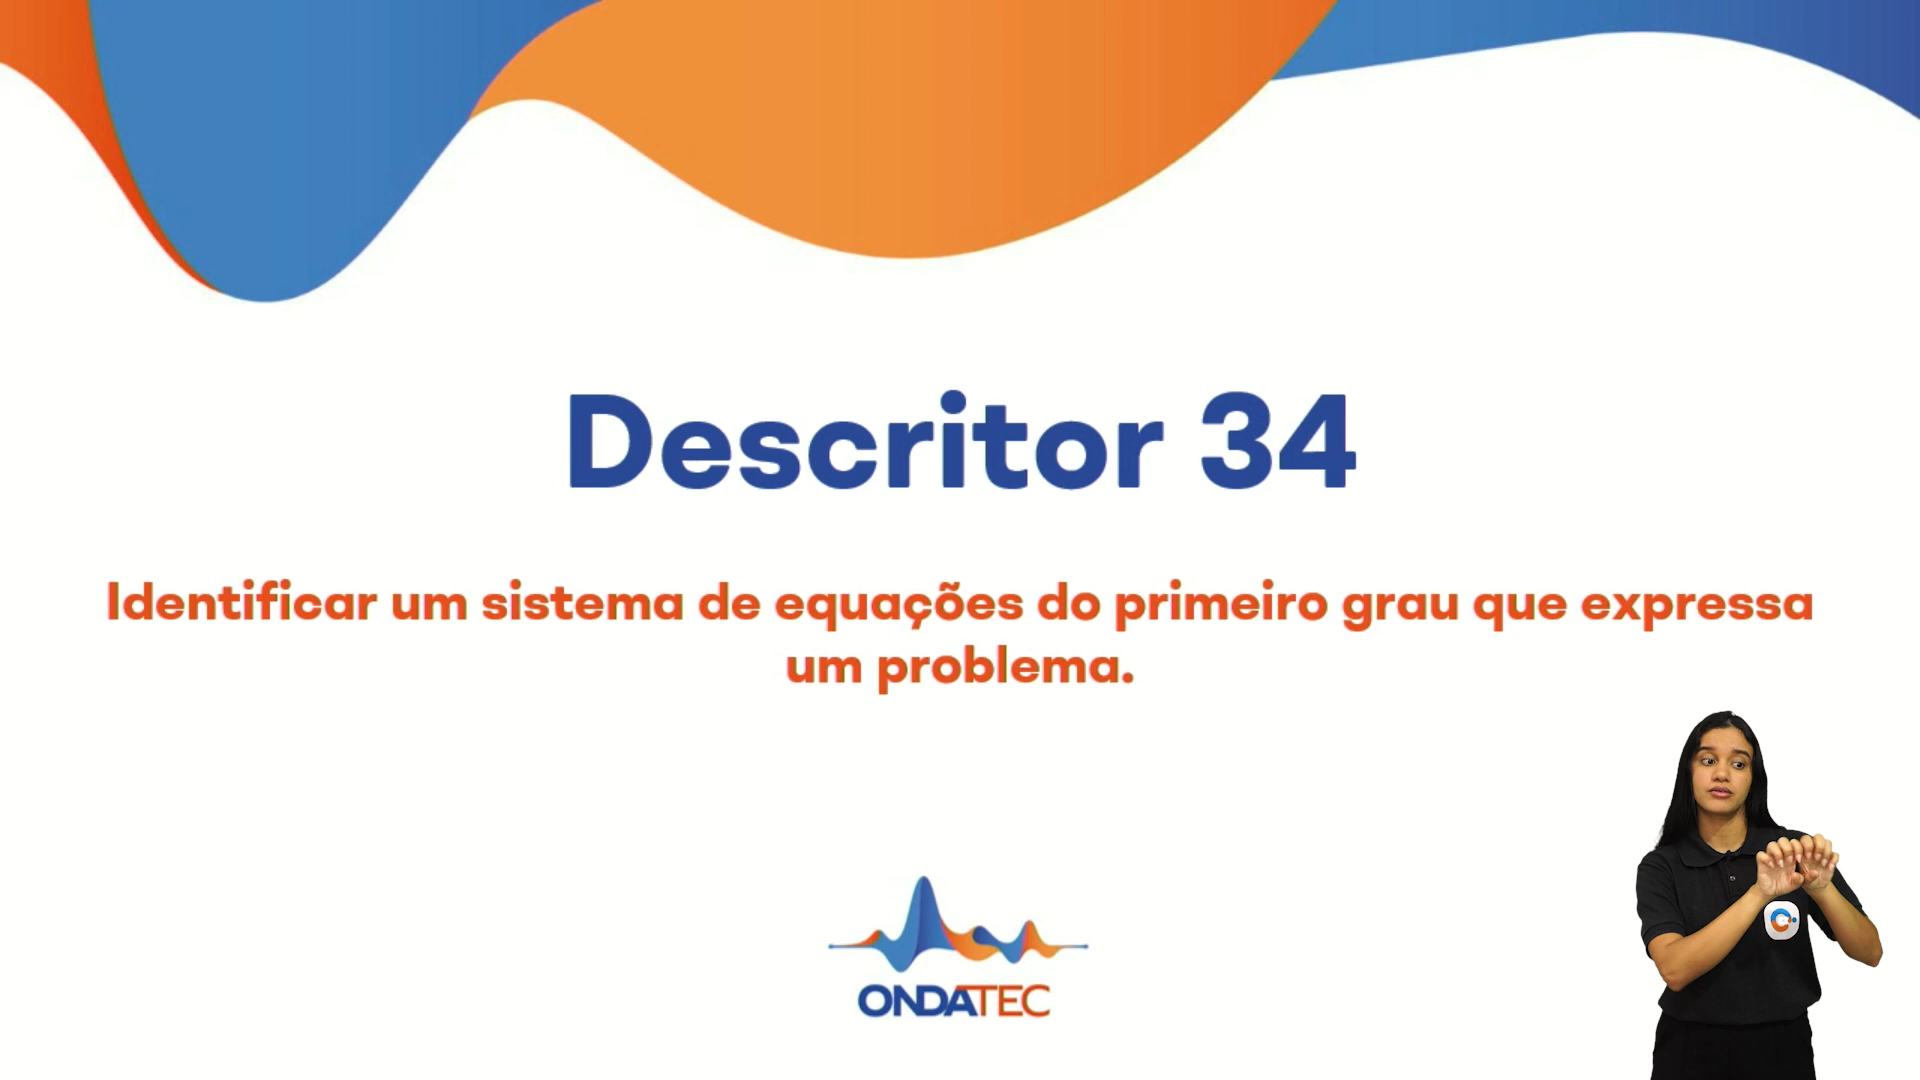 Descritor 34
Identificar um sistema de equações do primeiro grau que expressa
um problema.
ONDATEC